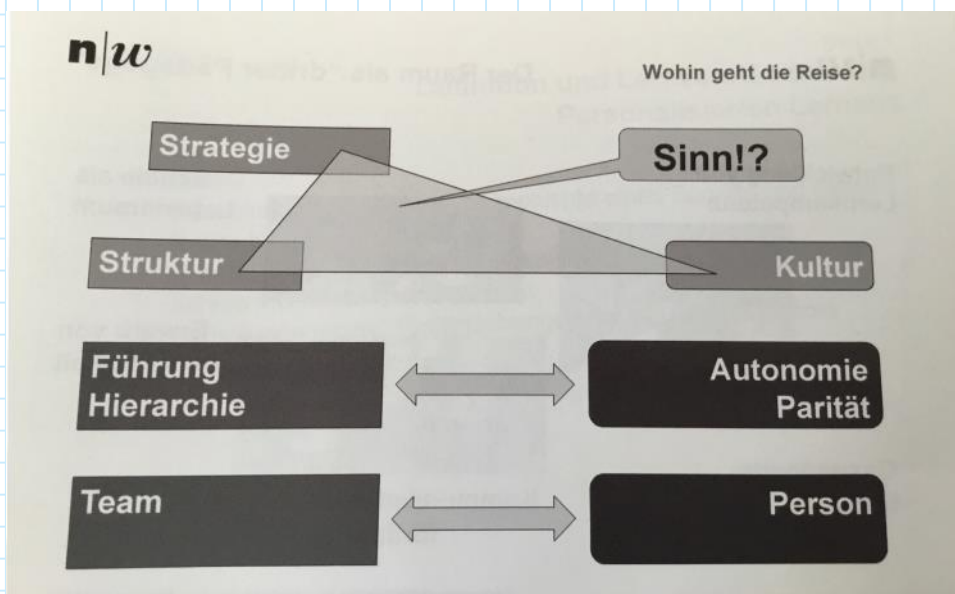 n|w
Wohin geht die Reise?
Strategie
Sinn!?
Struktur
Kultur
Führung
Hierarchie
Autonomie
Parität
Team
Person